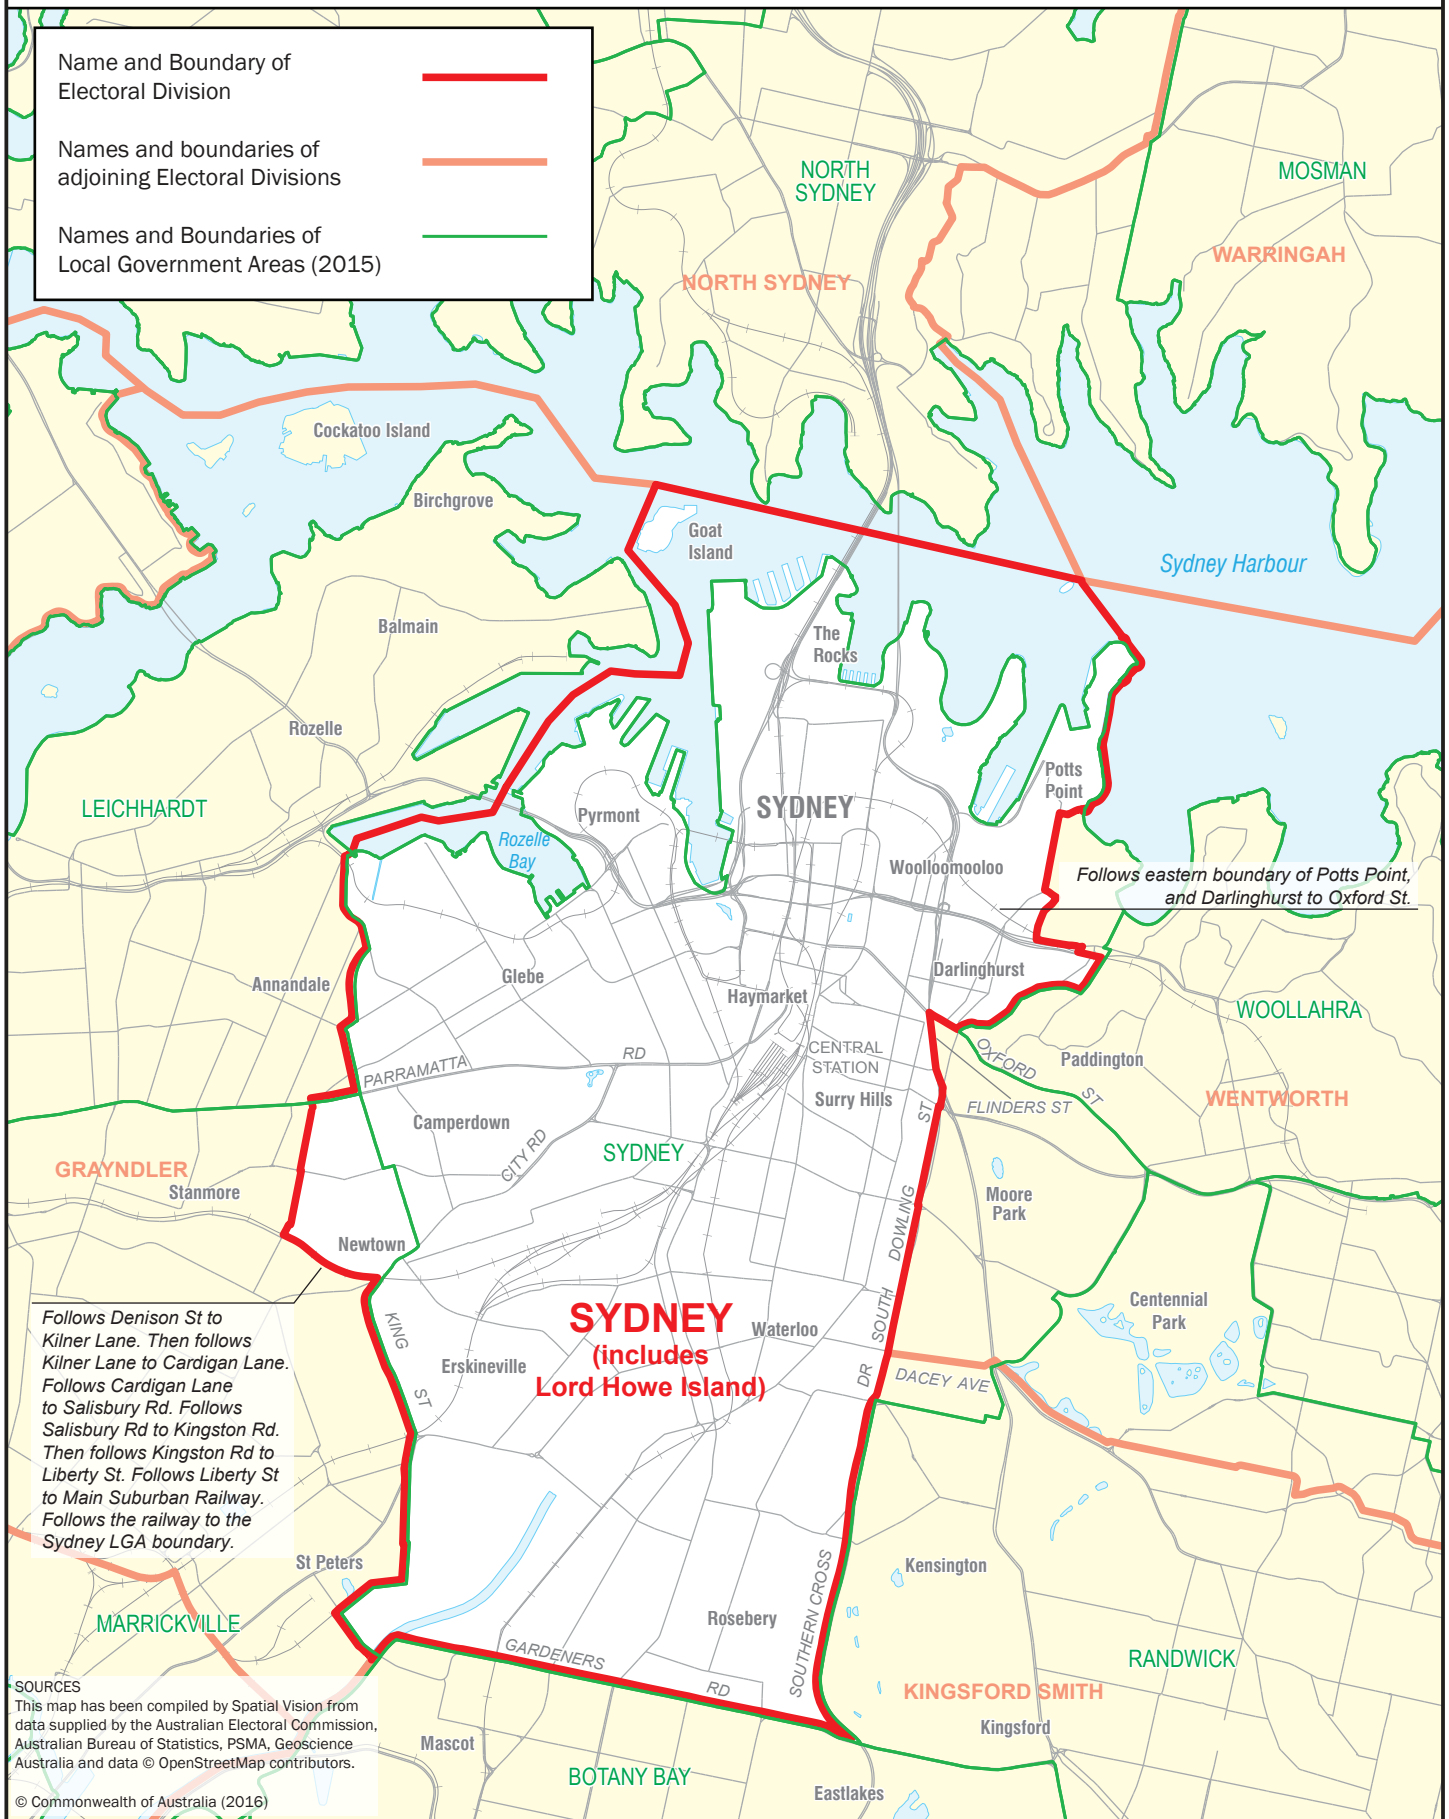 Name and Boundary of
Electoral Division
Names and boundaries of
adjoining Electoral Divisions
Names and Boundaries of
Local Government Areas (2015)
NORTH
SYDNEY
MOSMAN
WARRINGAH
NORTH SYDNEY
Cockatoo Island
Birchgrove
Goat
Island
Sydney Harbour
Balmain
The
Rocks
Rozelle
Potts
Point
LEICHHARDT
Pyrmont
SYDNEY
Rozelle
Bay
Woolloomooloo
Follows eastern boundary of Potts Point,
and Darlinghurst to Oxford St.
Annandale
Glebe
Darlinghurst
Haymarket
WOOLLAHRA
PARRAMATTA
RD
CENTRAL
STATION
OXFORD
ST
Paddington
Surry Hills
FLINDERS ST
WENTWORTH
Camperdown
CITY RD
SYDNEY
GRAYNDLER
Stanmore
Moore
Park
Newtown
SOUTH
DOWLING
ST
Centennial
Park
Follows Denison St to
Kilner Lane. Then follows
Kilner Lane to Cardigan Lane.
Follows Cardigan Lane
to Salisbury Rd. Follows
Salisbury Rd to Kingston Rd.
Then follows Kingston Rd to
Liberty St. Follows Liberty St
to Main Suburban Railway.
Follows the railway to the
Sydney LGA boundary.
KING
ST
SYDNEY
(includes
Lord Howe Island)
Waterloo
Erskineville
DACEY AVE
St Peters
Kensington
MARRICKVILLE
Rosebery
SOUTHERN CROSS
DR
GARDENERS
RD
RANDWICK
KINGSFORD SMITH
Kingsford
Mascot
BOTANY BAY
Eastlakes
SOURCES
This map has been compiled by Spatial Vision from
data supplied by the Australian Electoral Commission,
Australian Bureau of Statistics, PSMA, Geoscience
Australia and data © OpenStreetMap contributors.
© Commonwealth of Australia (2016)